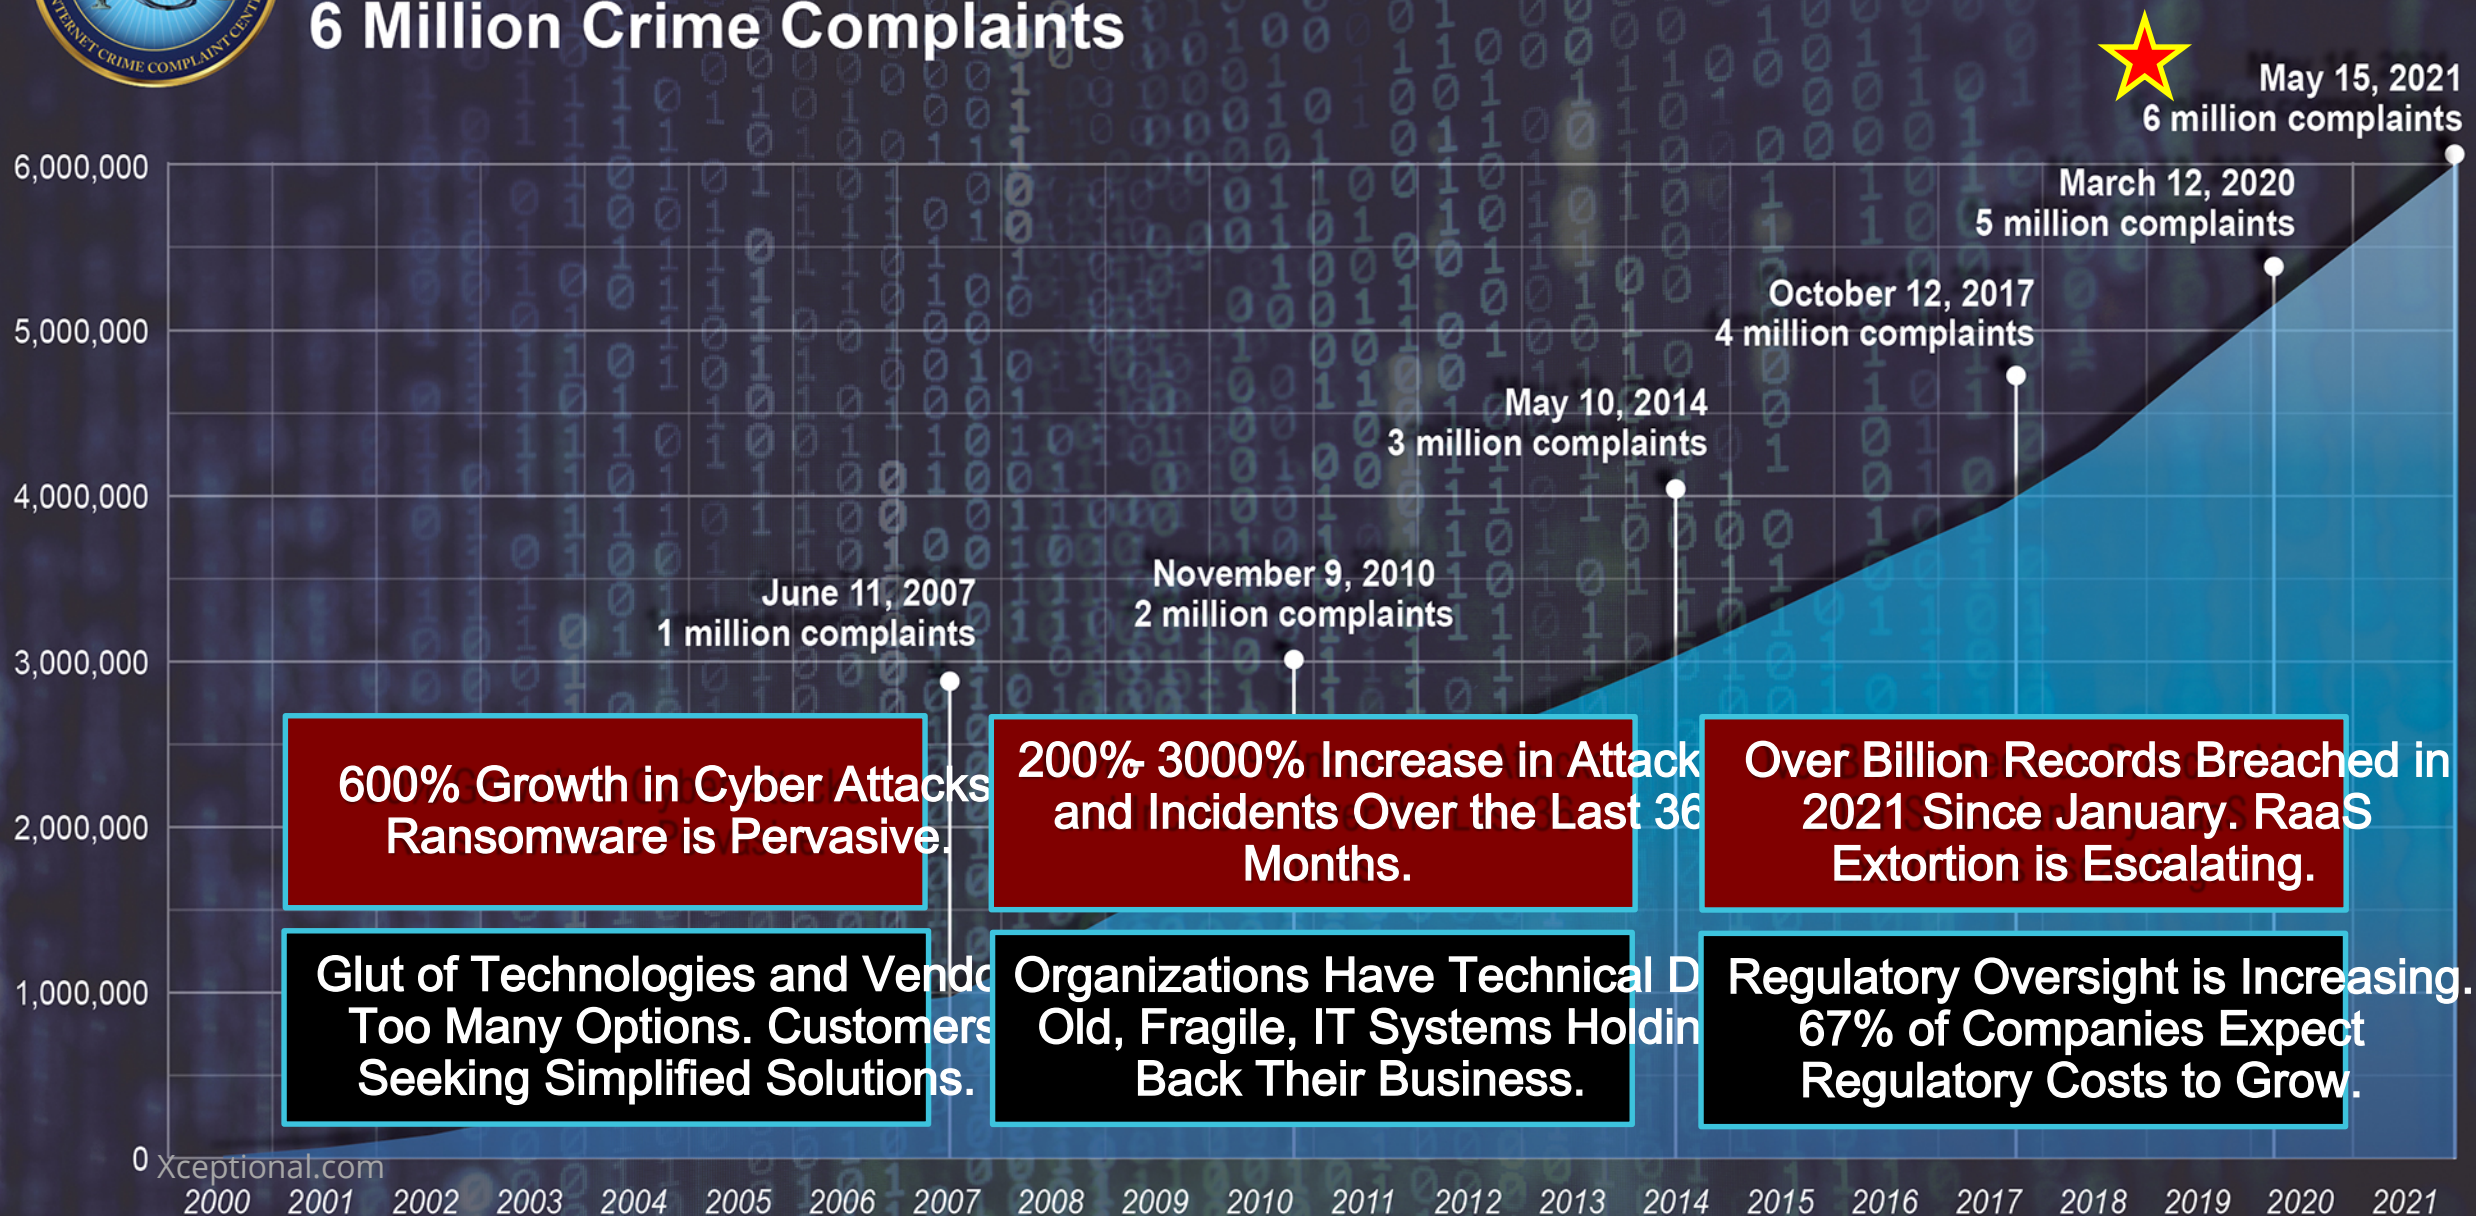 INTERNET CRIME COMPLAINT CENT
6 Million Crime Complaints
May 15, 2021
6 million complaints
6,000,000
March 12, 2020
5 million complaints
October 12, 2017
4 million complaints
5,000,000
May 10, 2014
3 million complaints
4,000,000
November 9, 2010
2 million complaints
June 11, 2007
1 million complaints
3,000,000
600% Growth in Cyber Attacks
Ransomware is Pervasive.
200%- 3000% Increase in Attack
and Incidents Over the Last 36
Months.
Over Billion Records Breached in
2021 Since January. RaaS
Extortion is Escalating.
2,000,000
Glut of Technologies and Vendo
Too Many Options. Customers
Seeking Simplified Solutions.
Organizations Have Technical D
Old, Fragile, IT Systems Holdin
Back Their Business.
Regulatory Oversight is Increasing.
67% of Companies Expect
Regulatory Costs to Grow.
1,000,000
0
Xceptional.com
2000 2001 2002 2003 2004 2005 2006 2007 2008 2009 2010 2011 2012 2013 2014 2015 2016 2017 2018 2019 2020 2021